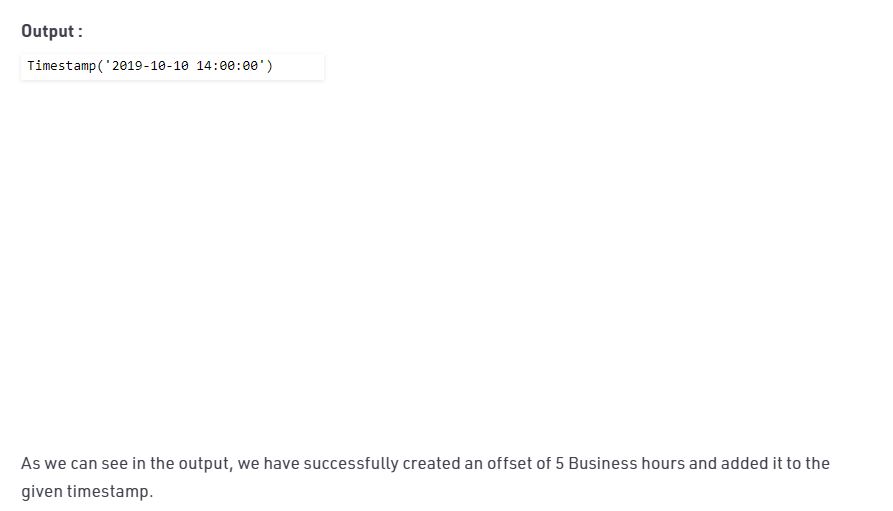 Output :
Timestamp('2019-10-10 14:00:00')
As we can see in the output, we have successfully created an offset of 5 Business hours and added it to the
given timestamp.